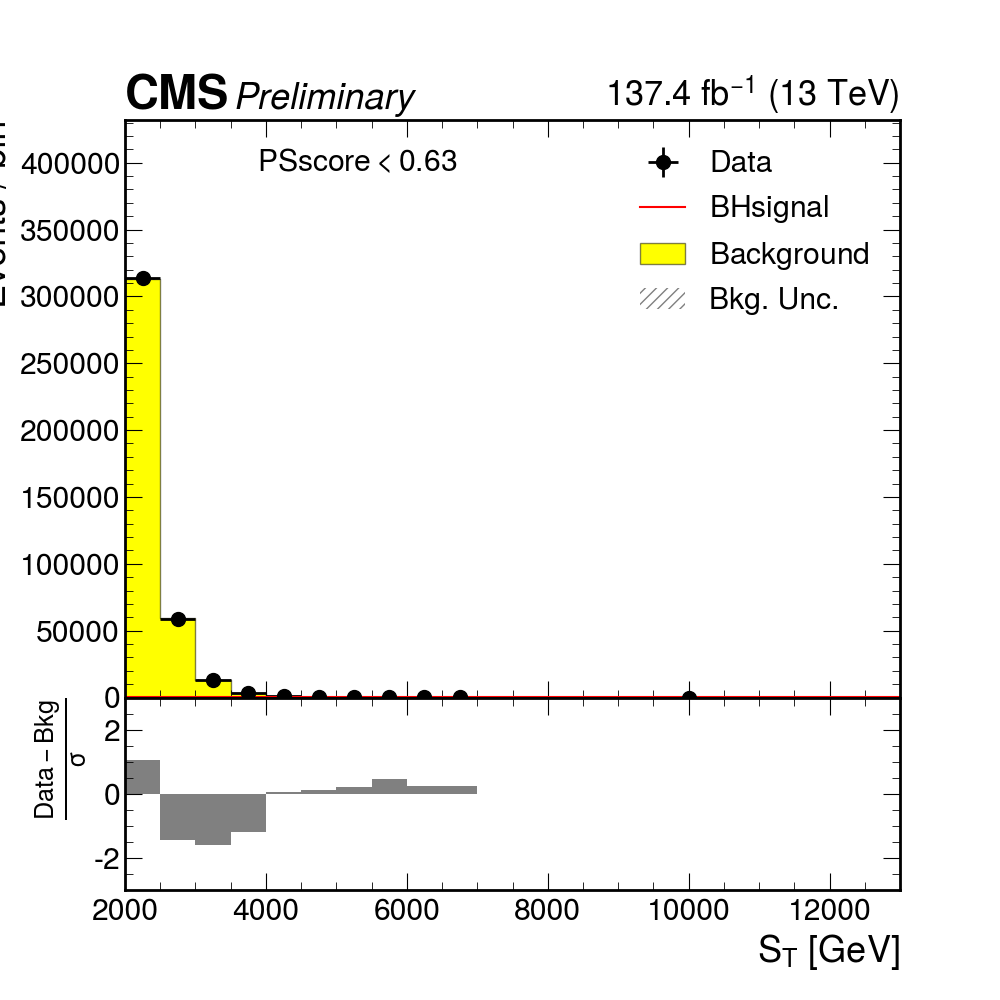 CMS Preliminary 137.4 fb⁻¹ (13 TeV)
PSscore < 0.63
Data
BHsignal
Background
Bkg. Unc.
400000
350000
300000
250000
200000
150000
100000
50000
0
Data – Bkg
σ
2
0
-2
2000 4000 6000 8000 10000 12000
S_T [GeV]